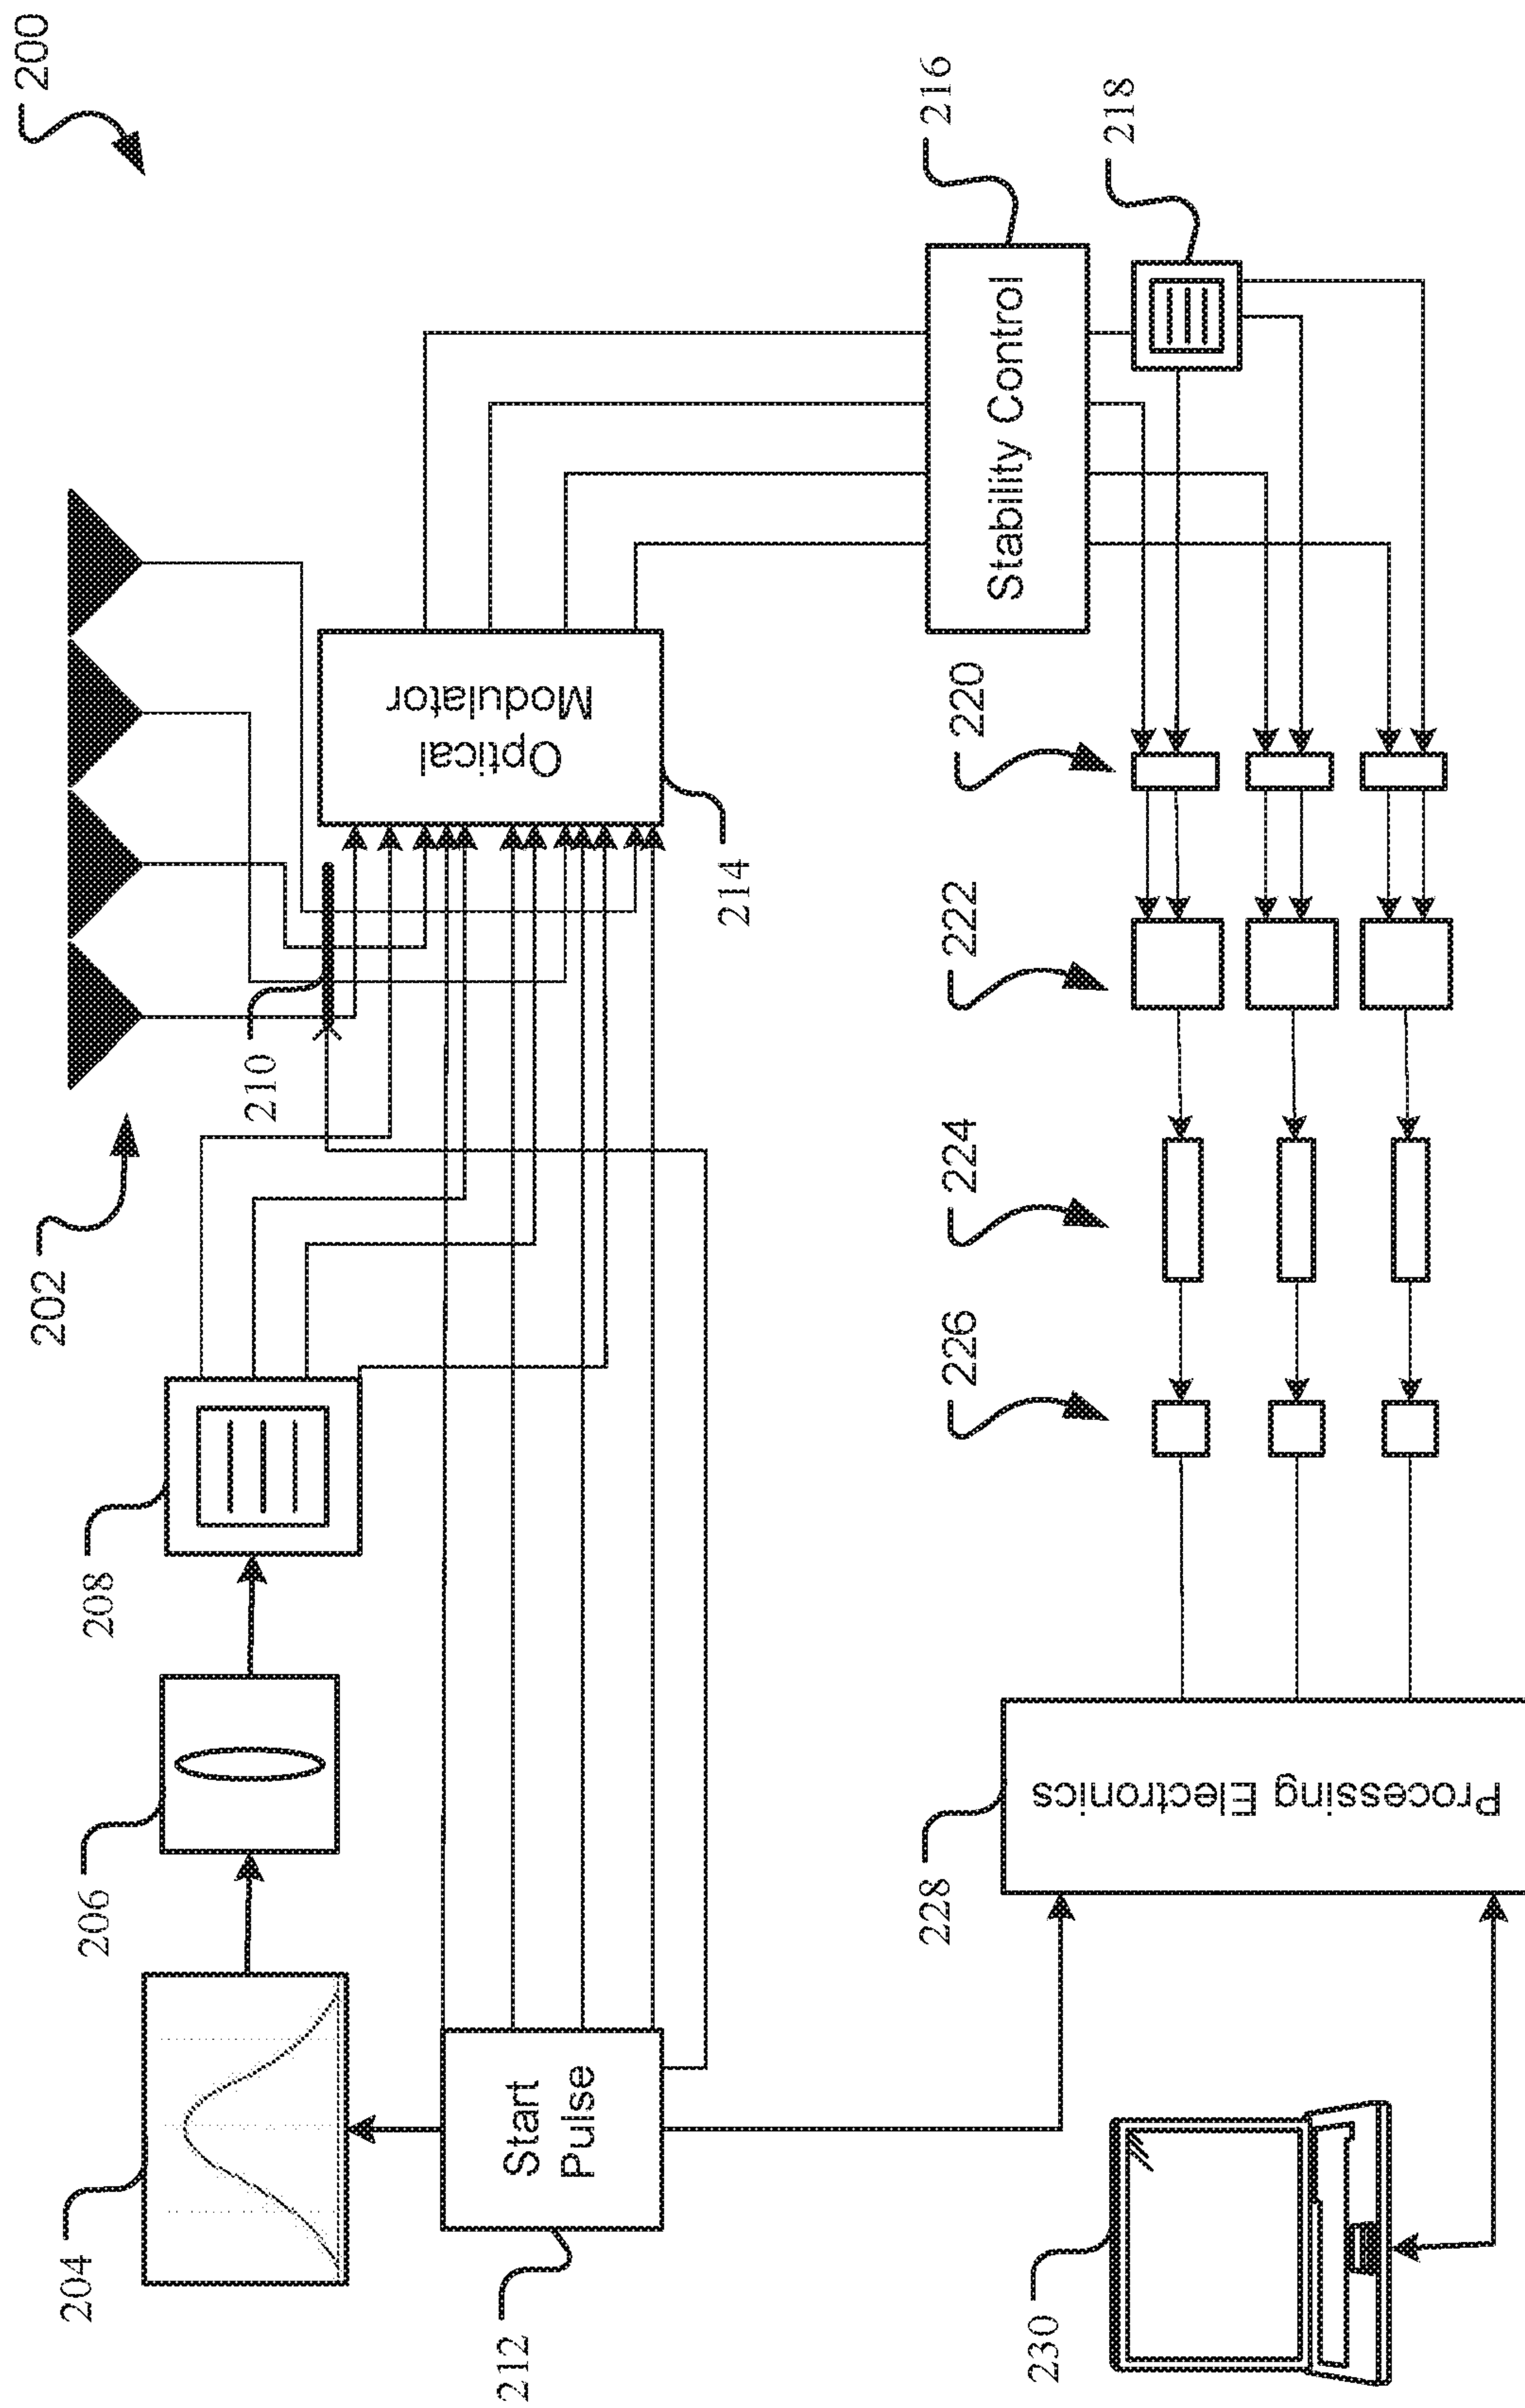 200
202
204
206
208
210
212
Start
Pulse
Optical
Modulator
214
216
Stability Control
218
220
222
224
226
228
Processing Electronics
230